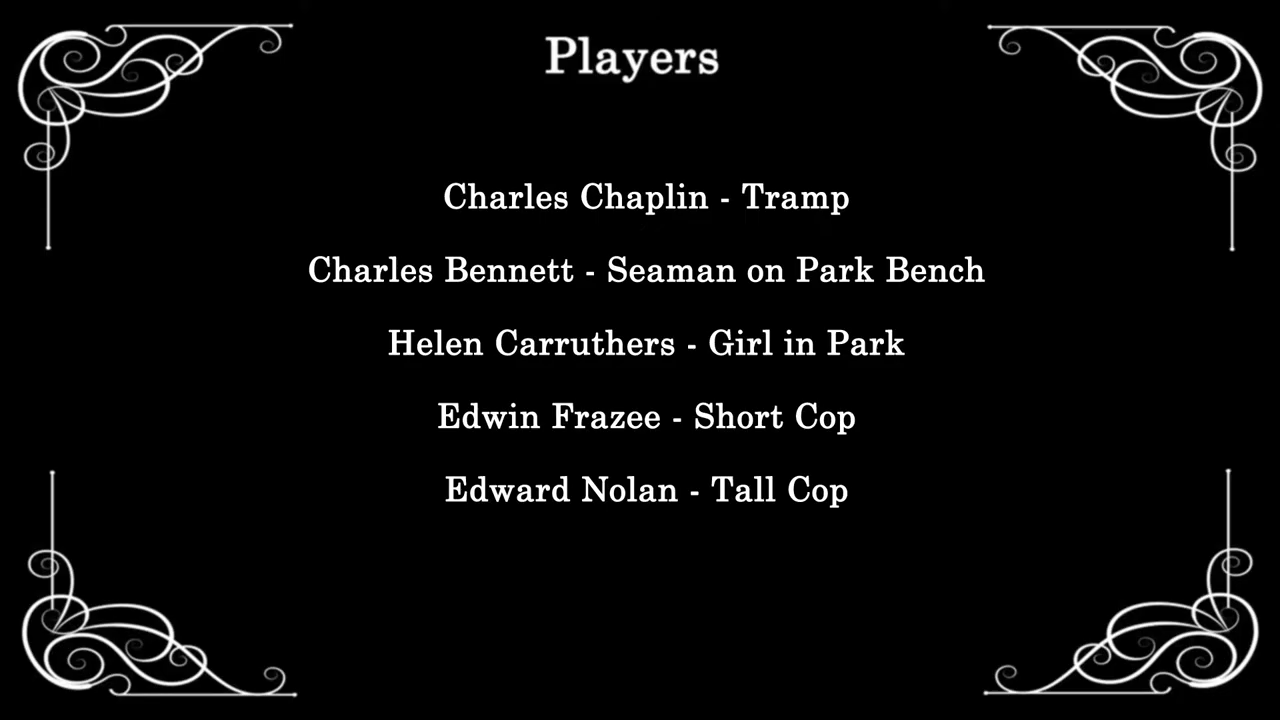 Players
Charles Chaplin - Tramp
Charles Bennett - Seaman on Park Bench
Helen Carruthers - Girl in Park
Edwin Frazee - Short Cop
Edward Nolan - Tall Cop